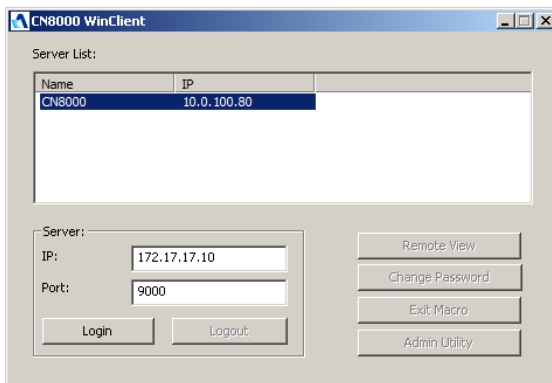 CN8000 WinClient
Server List:
Name IP
CN8000 10.0.100.80
Server:
IP: 172.17.17.10
Port: 9000
Login Logout
Remote View
Change Password
Exit Macro
Admin Utility